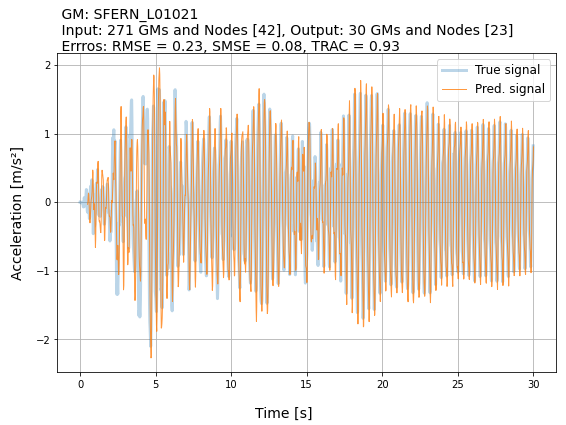 GM: SFERN_L01021
Input: 271 GMs and Nodes [42], Output: 30 GMs and Nodes [23]
Errros: RMSE = 0.23, SMSE = 0.08, TRAC = 0.93
True signal
Pred. signal
2
1
0
−1
−2
Acceleration [m/s²]
0 5 10 15 20 25 30
Time [s]